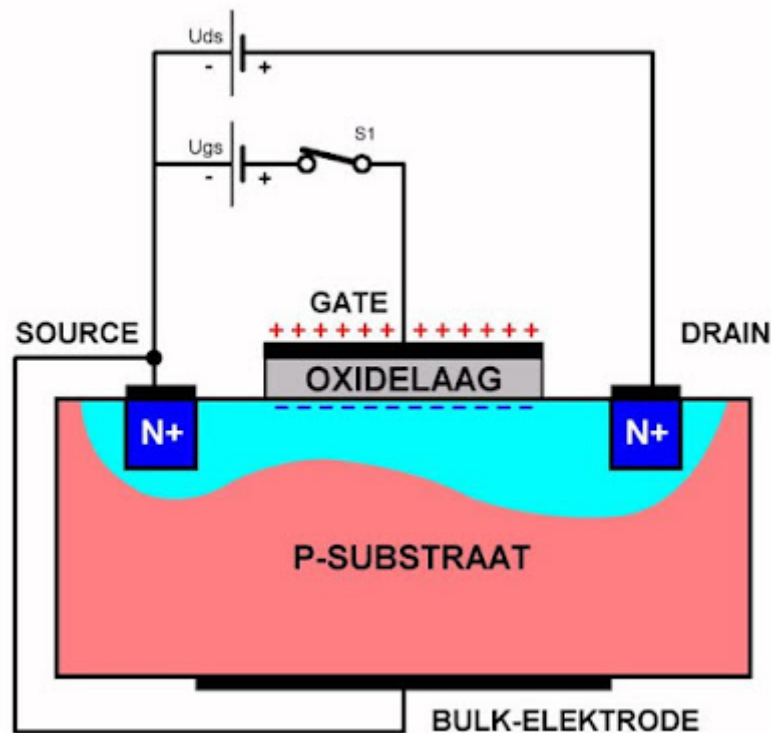 Uds
- +
Ugs
S1
- +
GATE
SOURCE
+ + + + + + + + + + + +
DRAIN
OXIDELAAG
- - - - - - - - - - - -
N+
N+
P-SUBSTRAAT
BULK-ELEKTRODE